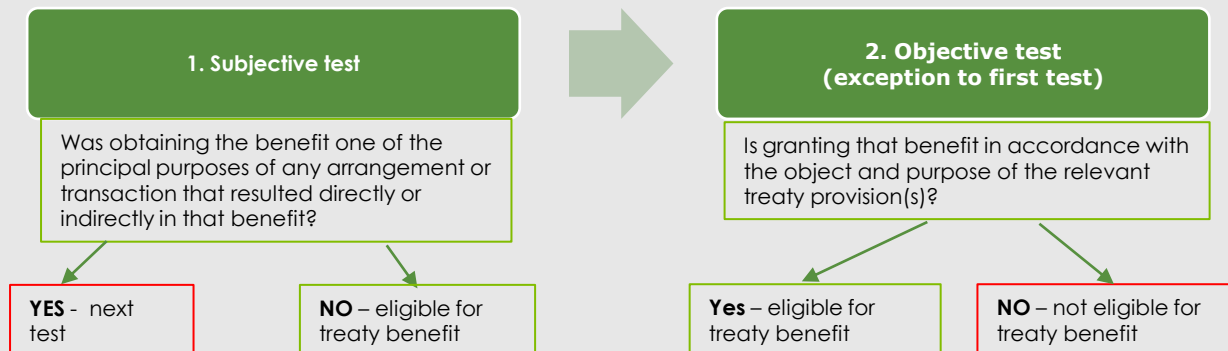 1. Subjective test
Was obtaining the benefit one of the
principal purposes of any arrangement or
transaction that resulted directly or
indirectly in that benefit?
YES - next
test
NO – eligible for
treaty benefit
2. Objective test
(exception to first test)
Is granting that benefit in accordance with
the object and purpose of the relevant
treaty provision(s)?
Yes – eligible for
treaty benefit
NO – not eligible for
treaty benefit